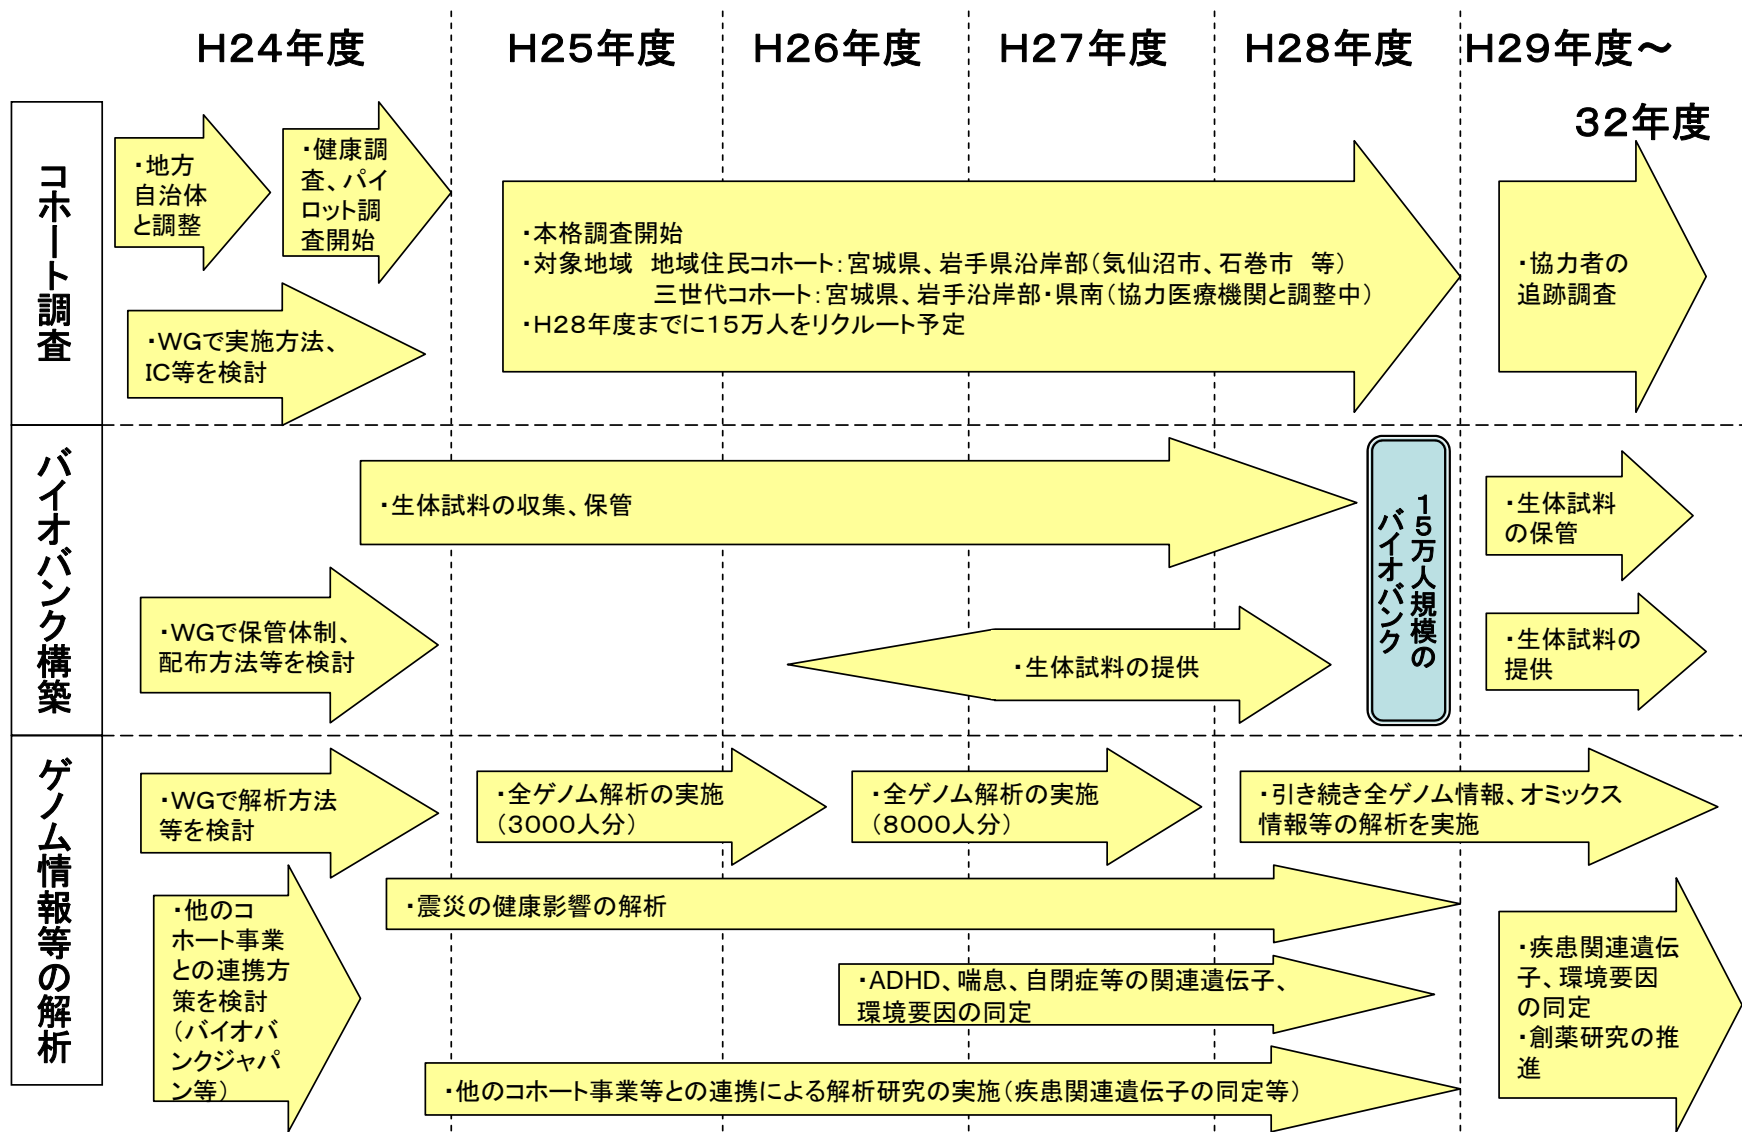 H24年度
H25年度
H26年度
H27年度
H28年度
H29年度～
32年度
コホート調査
・地方
自治体
と調整
・健康調
査、パイ
ロット調
査開始
・WGで実施方法、
IC等を検討
・本格調査開始
・対象地域　地域住民コホート：宮城県、岩手県沿岸部（気仙沼市、石巻市　等）
三世代コホート：宮城県、岩手沿岸部・県南（協力医療機関と調整中）
・H28年度までに１５万人をリクルート予定
・協力者の
追跡調査
バイオバンク構築
・生体試料の収集、保管
・WGで保管体制、
配布方法等を検討
・生体試料の提供
１５万人規模の
バイオバンク
・生体試料
の保管
・生体試料の
提供
ゲノム情報等の解析
・WGで解析方法
等を検討
・全ゲノム解析の実施
（３０００人分）
・全ゲノム解析の実施
（８０００人分）
・引き続き全ゲノム情報、オミックス
情報等の解析を実施
・他のコ
ホート事業
との連携方
策を検討
（バイオバ
ンクジャパ
ン等）
・震災の健康影響の解析
・ADHD、喘息、自閉症等の関連遺伝子、
環境要因の同定
・他のコホート事業等との連携による解析研究の実施（疾患関連遺伝子の同定等）
・疾患関連遺伝
子、環境要因
の同定
・創薬研究の推
進